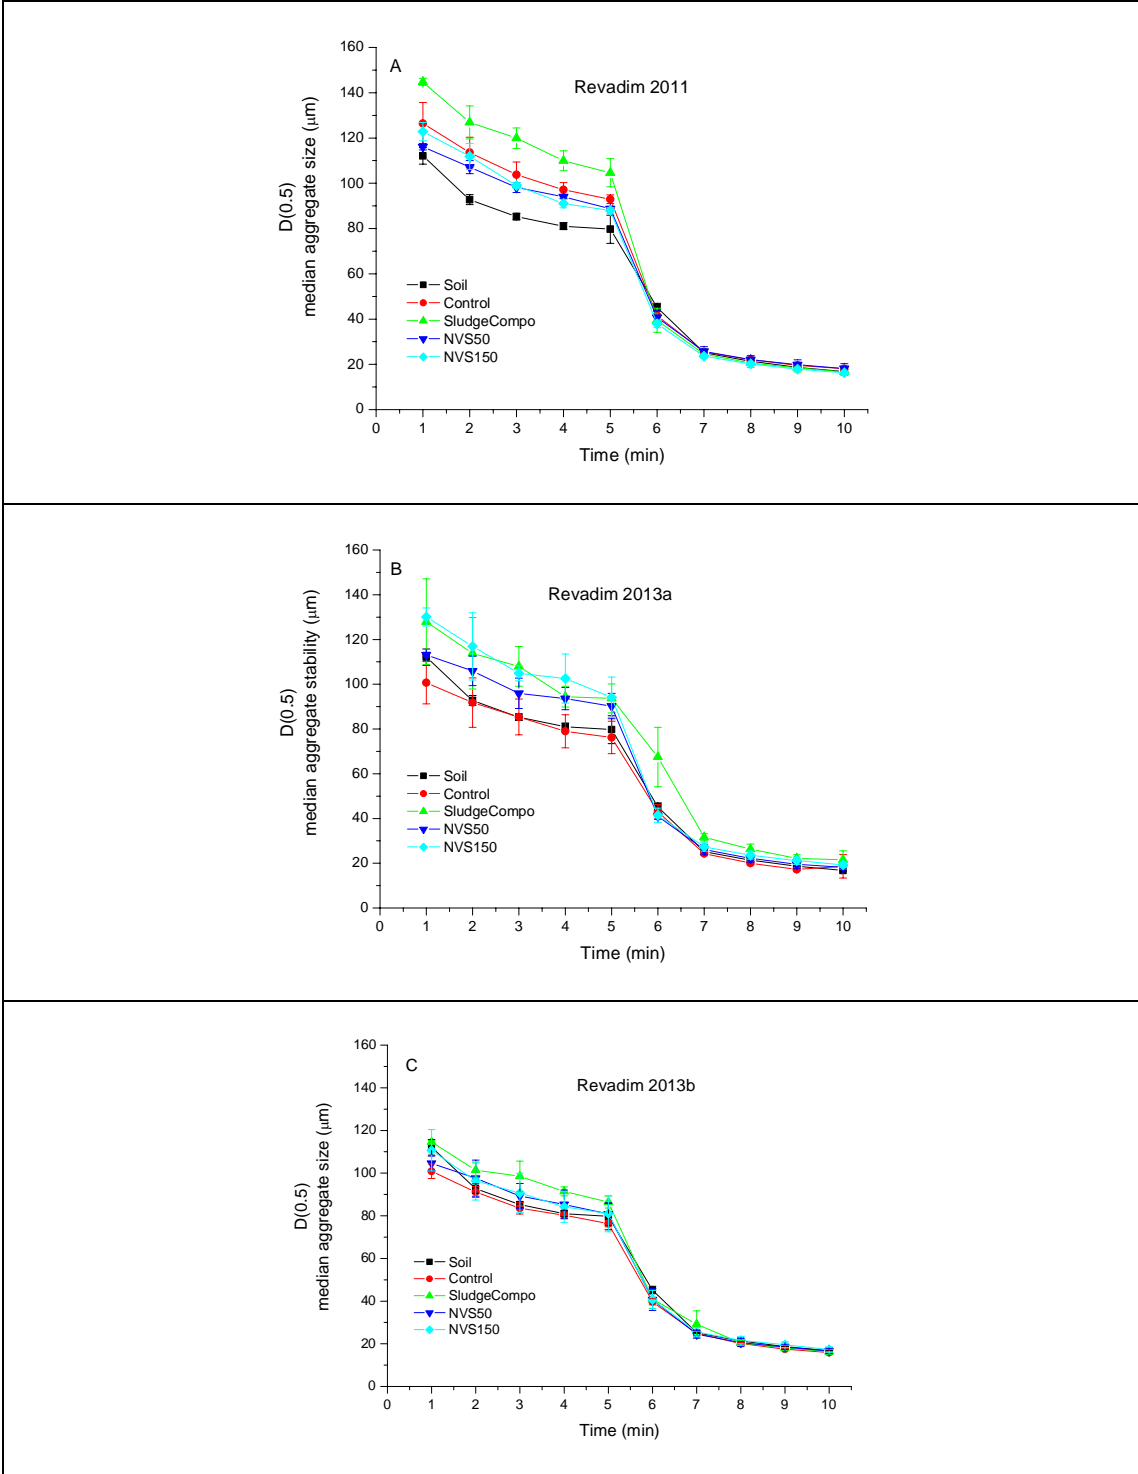 A
Revadim 2011
D(0.5)
median aggregate size (μm)
160
140
120
100
80
60
40
20
0
Soil
Control
SludgeCompo
NVS50
NVS150
0 1 2 3 4 5 6 7 8 9 10
Time (min)
B
Revadim 2013a
D(0.5)
median aggregate stability (μm)
160
140
120
100
80
60
40
20
0
Soil
Control
SludgeCompo
NVS50
NVS150
0 1 2 3 4 5 6 7 8 9 10
Time (min)
C
Revadim 2013b
D(0.5)
median aggregate size (μm)
160
140
120
100
80
60
40
20
0
Soil
Control
SludgeCompo
NVS50
NVS150
0 1 2 3 4 5 6 7 8 9 10
Time (min)